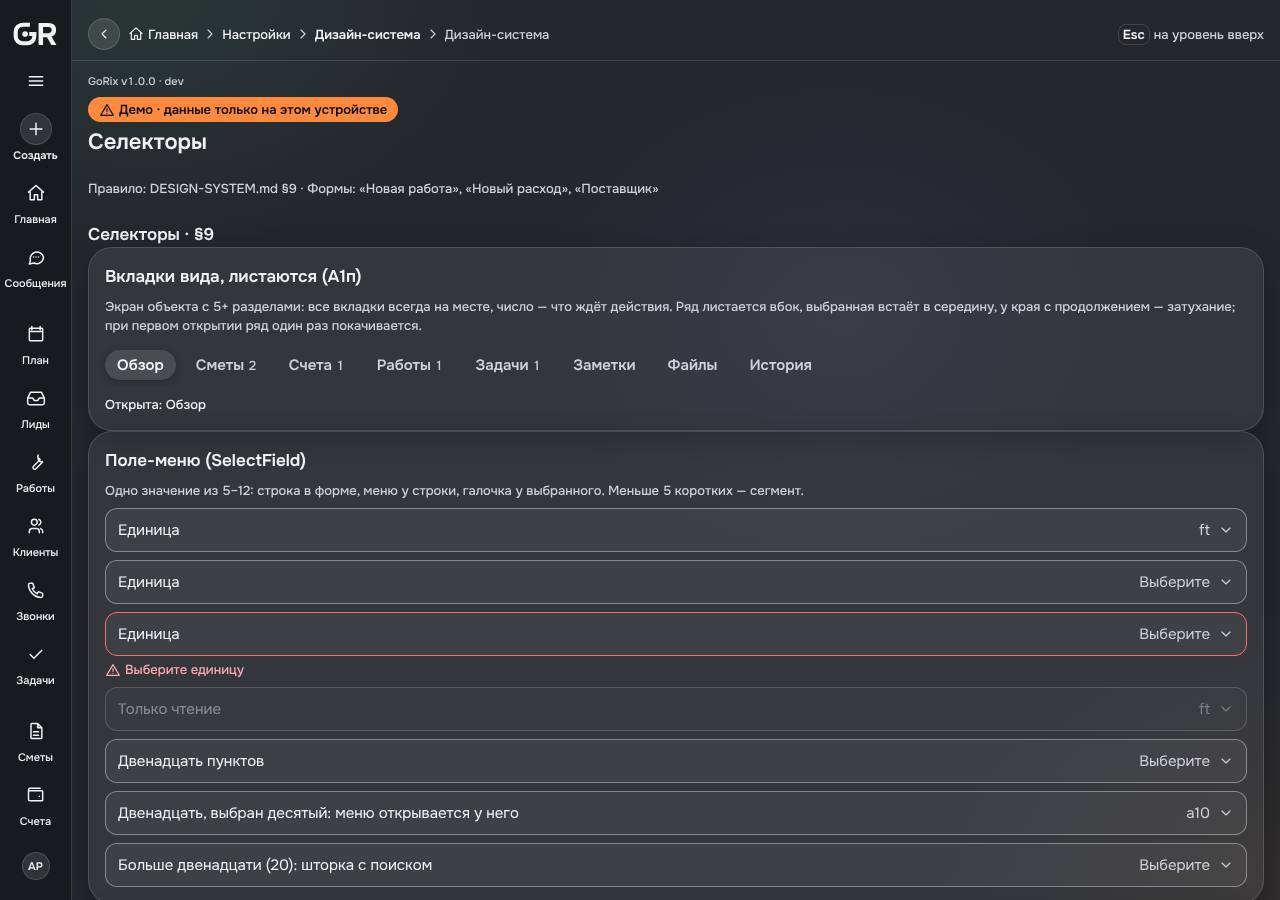 GR
Главная
Настройки
Дизайн-система
Дизайн-система
Esc на уровень вверх
GoRix v1.0.0 · dev
Демо · данные только на этом устройстве
Селекторы
Правило: DESIGN-SYSTEM.md §9 · Формы: «Новая работа», «Новый расход», «Поставщик»
Селекторы · §9
Вкладки вида, листаются (А1п)
Экран объекта с 5+ разделами: все вкладки всегда на месте, число — что ждёт действия. Ряд листается вбок, выбранная встаёт в середину, у края с продолжением — затухание;
при первом открытии ряд один раз покачивается.
Обзор
Сметы 2
Счета 1
Работы 1
Задачи 1
Заметки
Файлы
История
Открыта: Обзор
Поле-меню (SelectField)
Одно значение из 5–12: строка в форме, меню у строки, галочка у выбранного. Меньше 5 коротких — сегмент.
Единица
ft
Единица
Выберите
Единица
Выберите
Выберите единицу
Только чтение
ft
Двенадцать пунктов
Выберите
Двенадцать, выбран десятый: меню открывается у него
a10
Больше двенадцати (20): шторка с поиском
Выберите
Создать
Главная
Сообщения
План
Лиды
Работы
Клиенты
Звонки
Задачи
Сметы
Счета
AP